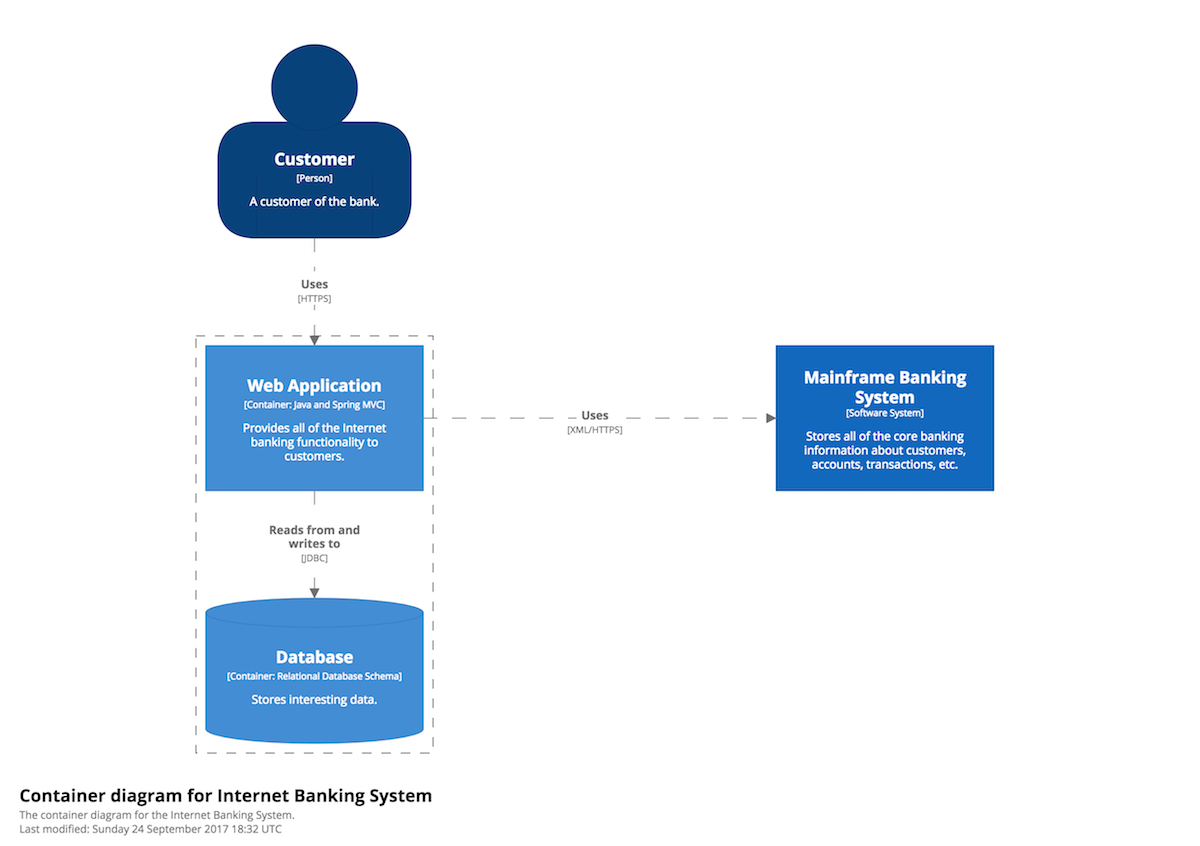 Customer
[Person]
A customer of the bank.
Uses
[HTTPS]
Web Application
[Container: Java and Spring MVC]
Provides all of the Internet
banking functionality to
customers.
Uses
[XML/HTTPS]
Mainframe Banking
System
[Software System]
Stores all of the core banking
information about customers,
accounts, transactions, etc.
Reads from and
writes to
[JDBC]
Database
[Container: Relational Database Schema]
Stores interesting data.
Container diagram for Internet Banking System
The container diagram for the Internet Banking System.
Last modified: Sunday 24 September 2017 18:32 UTC